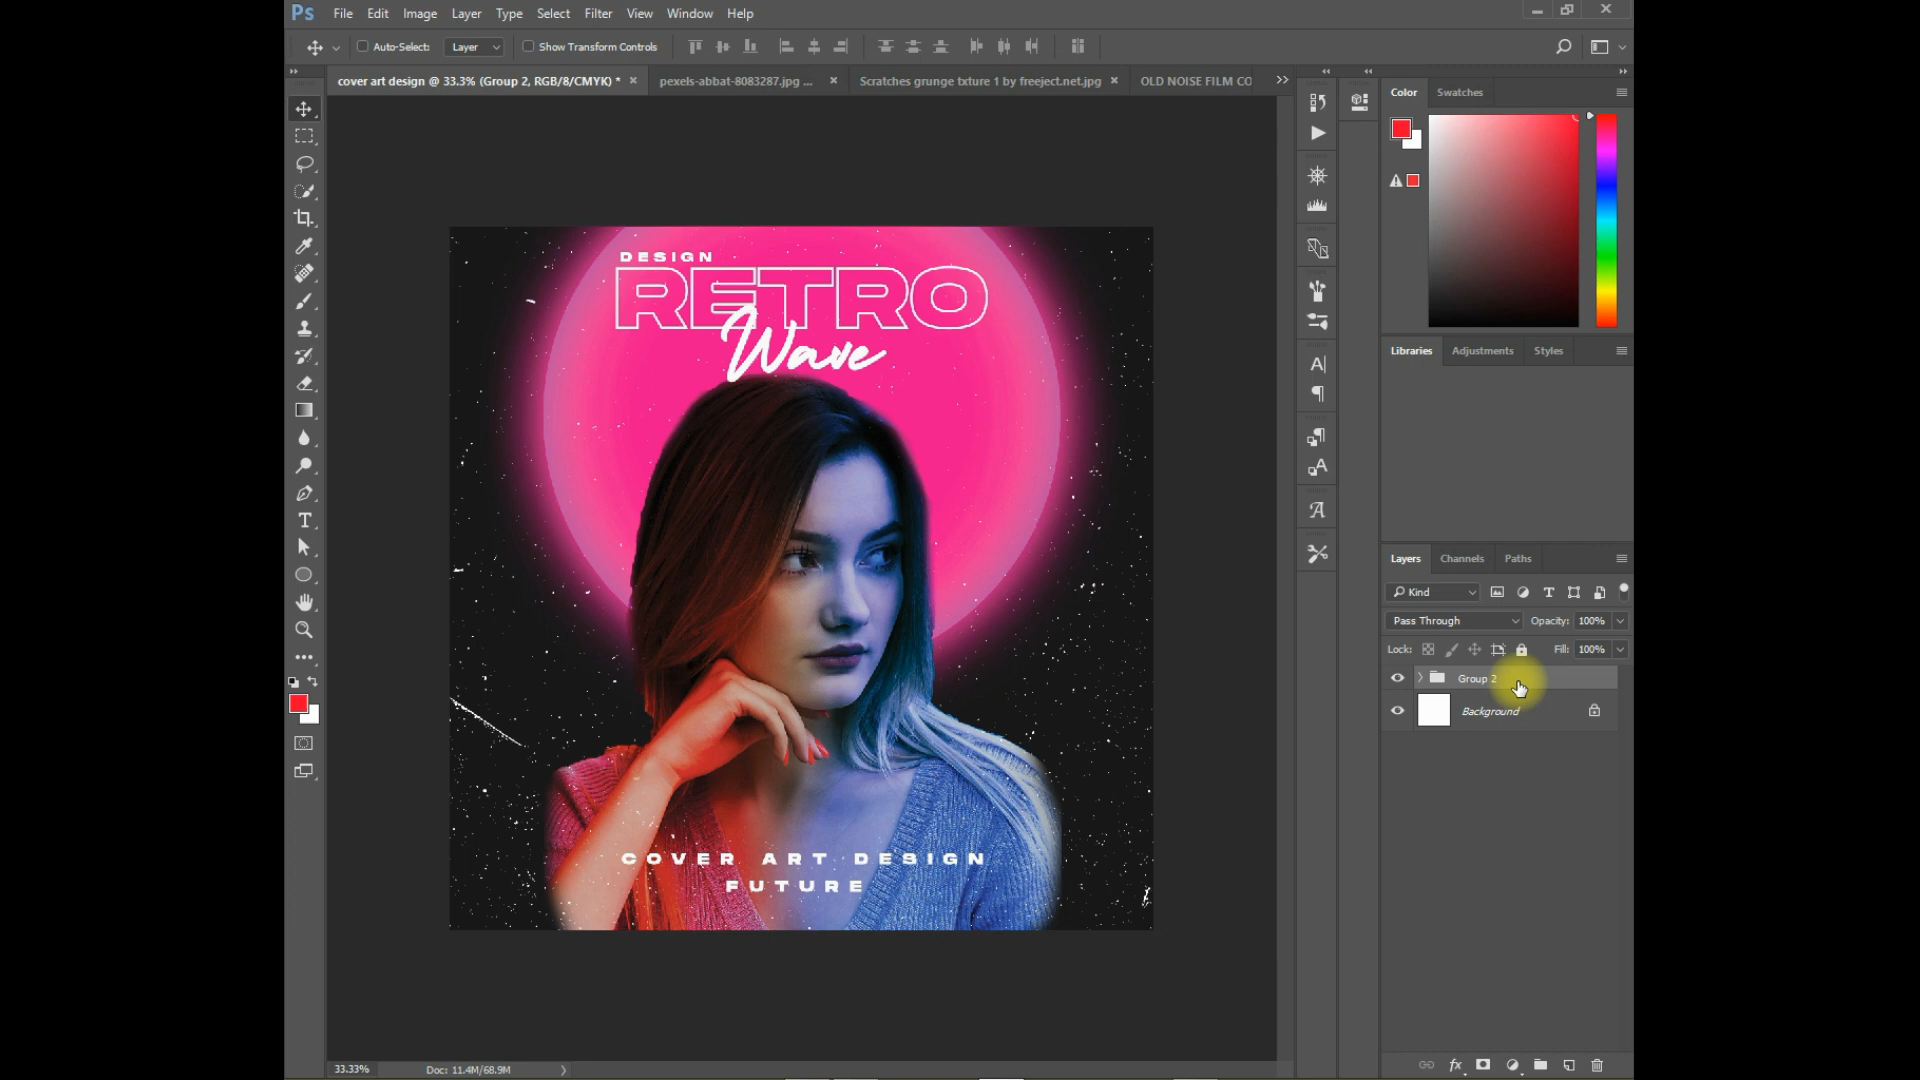 Ps File Edit Image Layer Type Select Filter View Window Help
Auto-Select: Layer Show Transform Controls
cover art design @ 33.3% (Group 2, RGB/8/CMYK) * × pexels-abbat-8083287.jpg ... × Scratches grunge txture 1 by freeject.net.jpg × OLD NOISE FILM CO
Color Swatches
DESIGN
RETRO
Wave
COVER ART DESIGN
FUTURE
Libraries Adjustments Styles
Layers Channels Paths
Kind
Pass Through Opacity: 100%
Lock: Fill: 100%
Group 2
Background
fx
33.33% Doc: 11.4M/68.9M